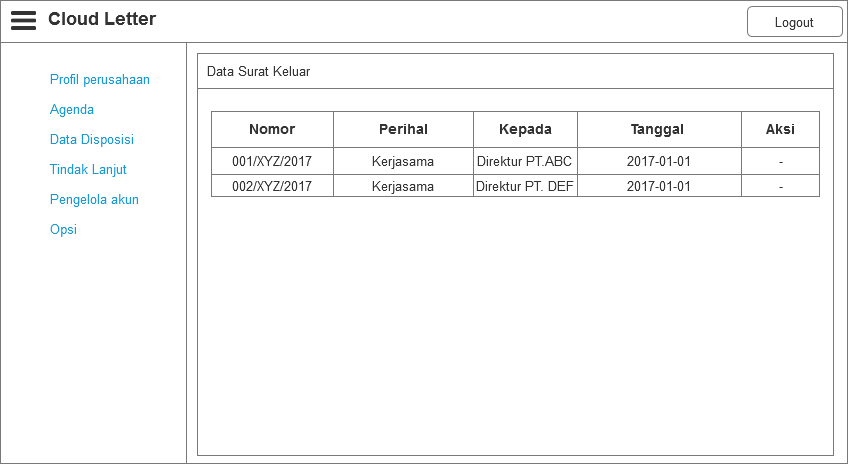 Cloud Letter
Logout
Profil perusahaan
Agenda
Data Disposisi
Tindak Lanjut
Pengelola akun
Opsi
Data Surat Keluar
Nomor Perihal Kepada Tanggal Aksi
001/XYZ/2017 Kerjasama Direktur PT.ABC 2017-01-01 -
002/XYZ/2017 Kerjasama Direktur PT. DEF 2017-01-01 -